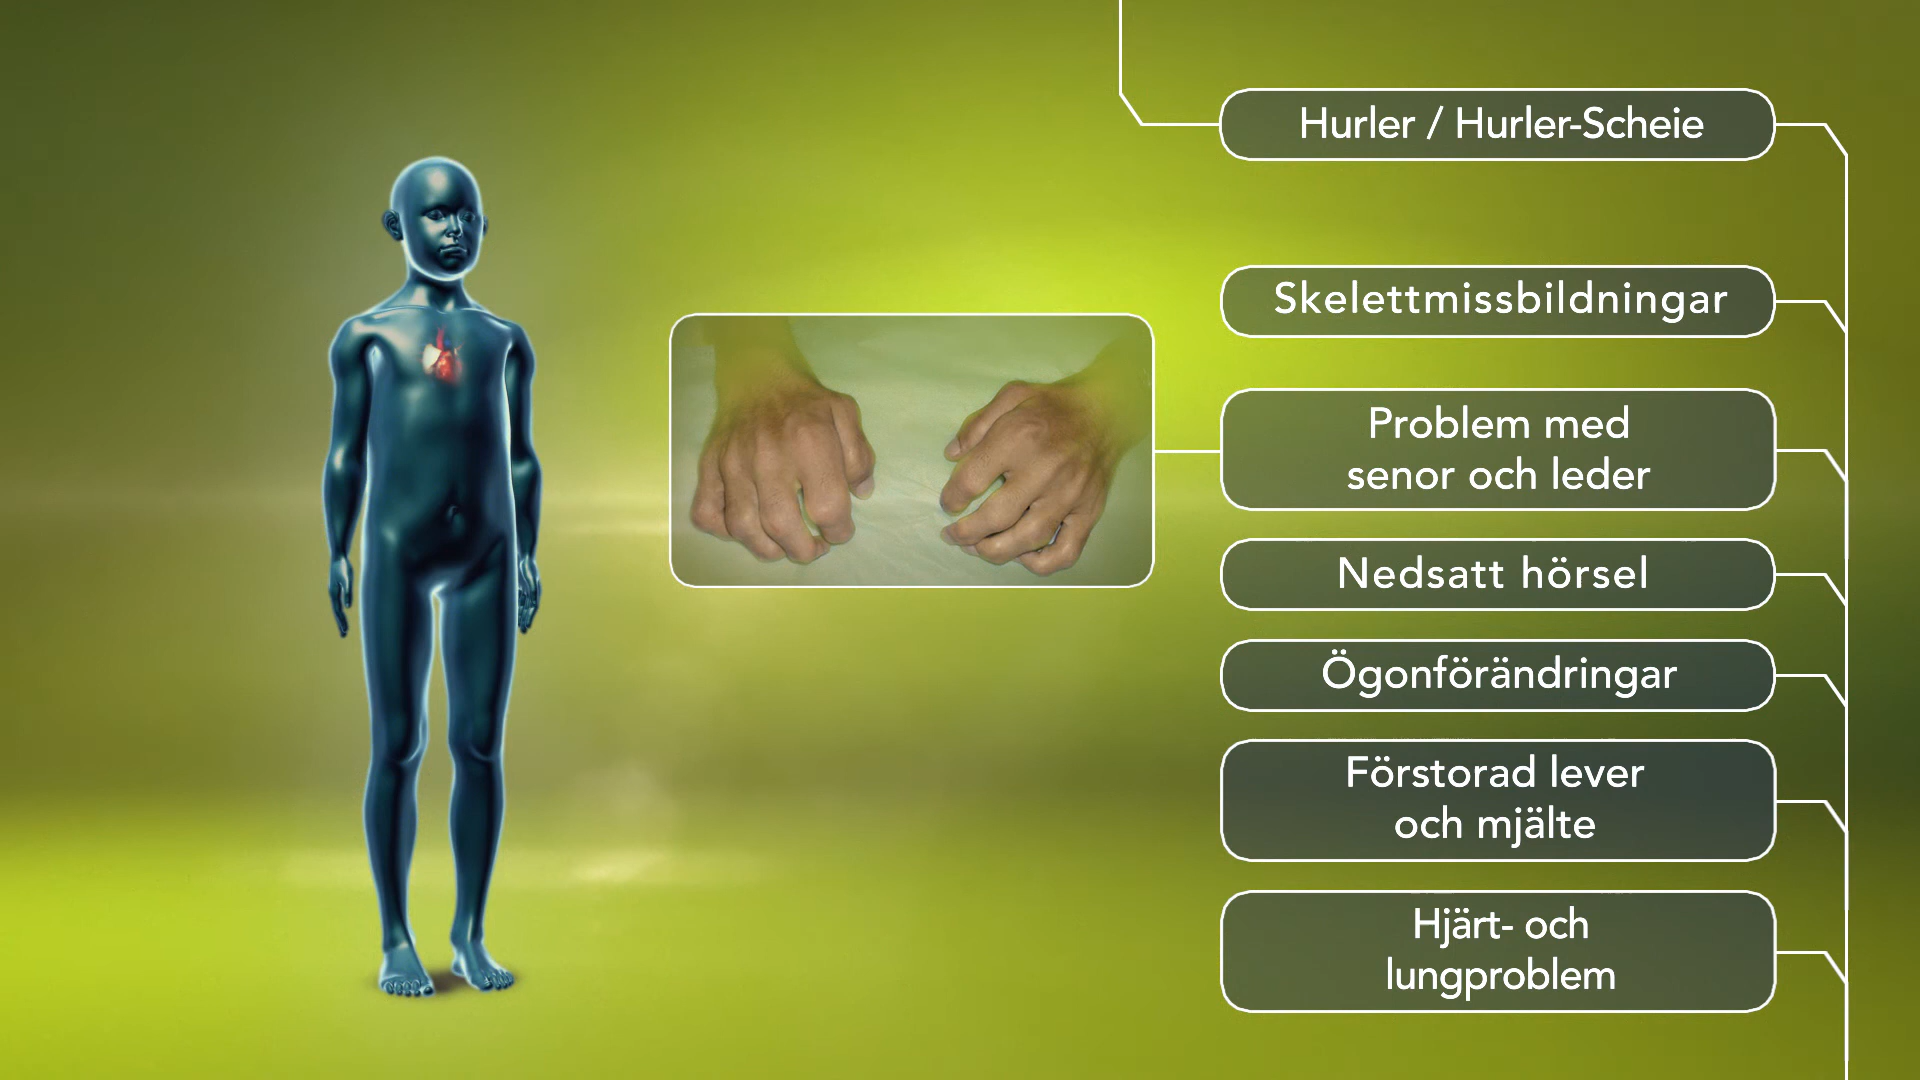 Hurler / Hurler-Scheie
Skelettmissbildningar
Problem med
senor och leder
Nedsatt hörsel
Ögonförändringar
Förstorad lever
och mjälte
Hjärt- och
lungproblem